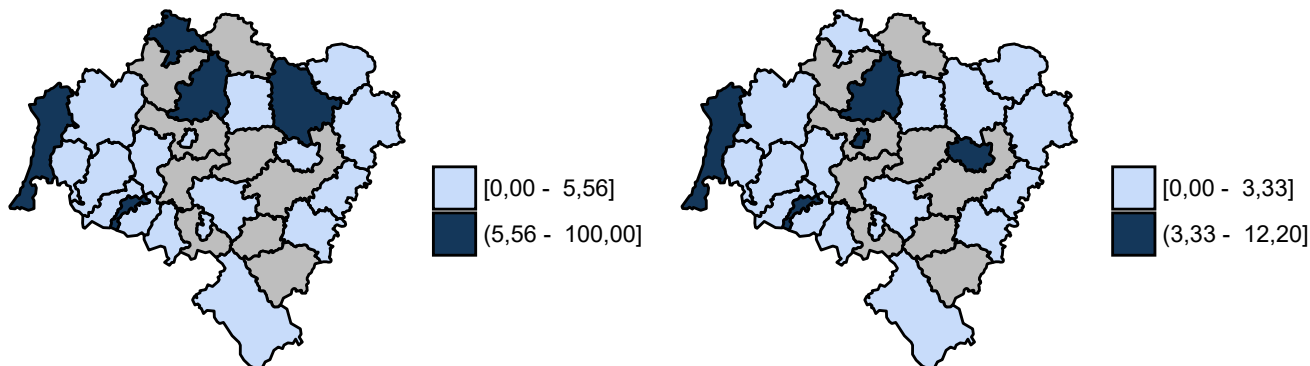 [0,00 - 5,56]
(5,56 - 100,00]
[0,00 - 3,33]
(3,33 - 12,20]